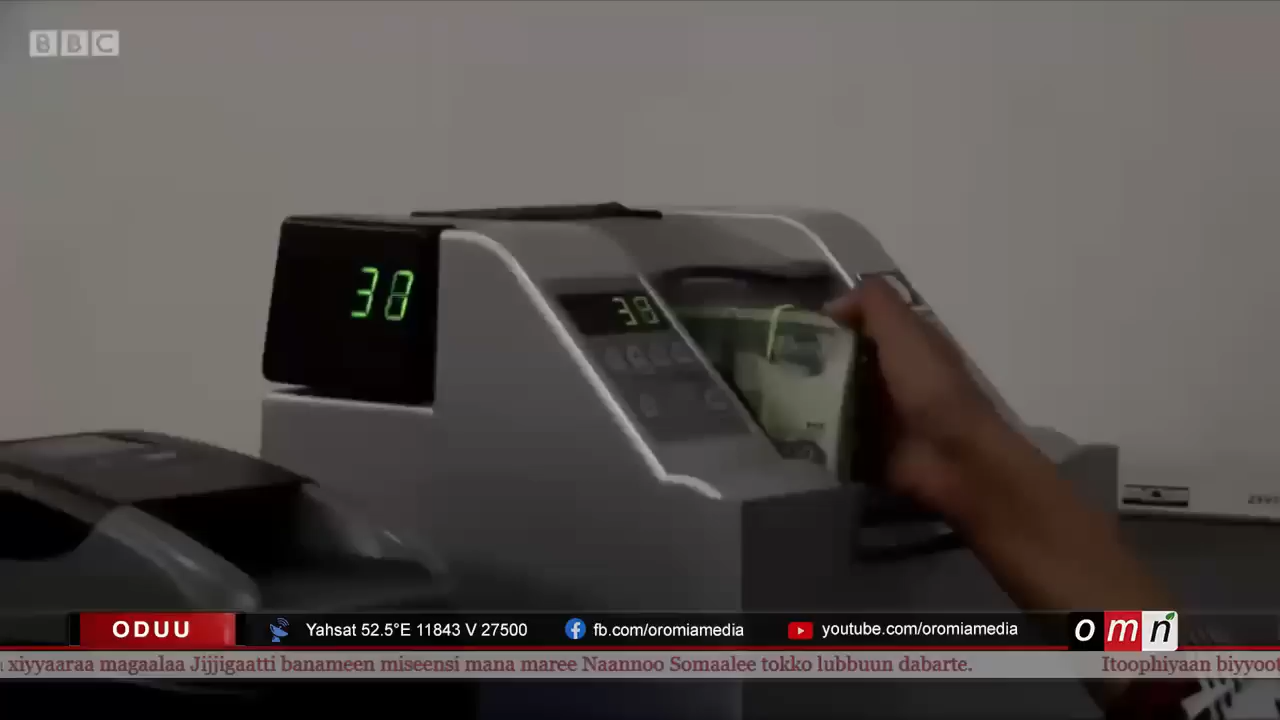 BBC
38
38
ODUU
Yahsat 52.5°E 11843 V 27500
fb.com/oromiamedia
youtube.com/oromiamedia
omn
xiyyaaraa magaalaa Jijjigaatti banameen miseensi mana maree Naannoo Somaalee tokko lubbuun dabarte.
Itoophiyaan